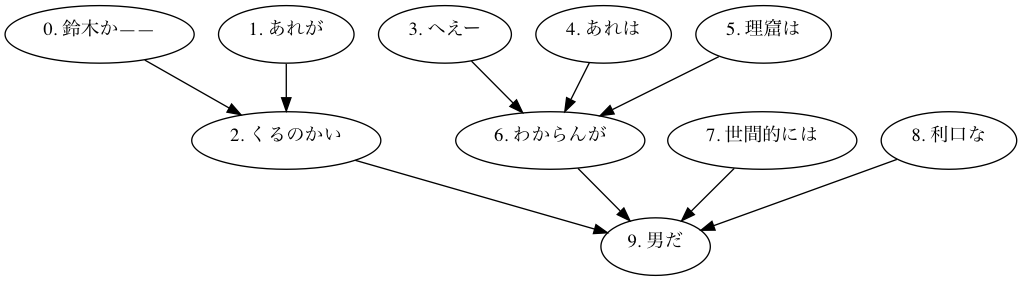 0. 鈴木か――
1. あれが
3. へえー
4. あれは
5. 理窟は
2. くるのかい
6. わからんが
7. 世間的には
8. 利口な
9. 男だ